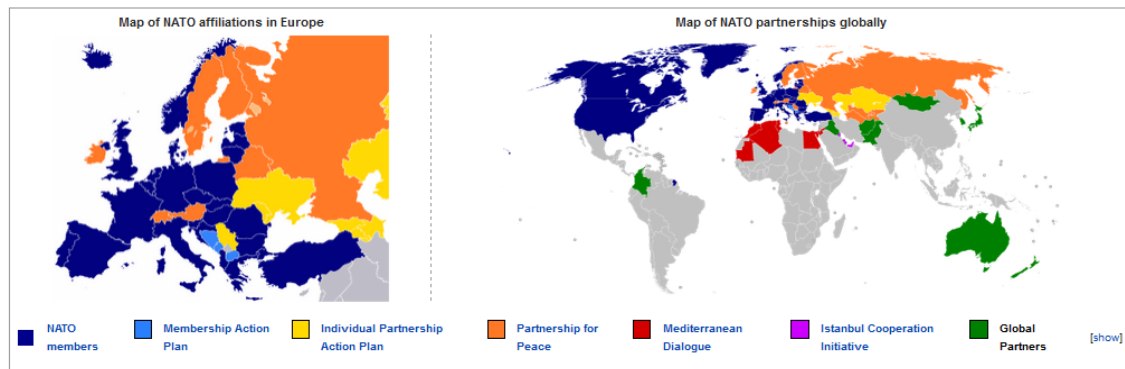 Map of NATO affiliations in Europe
Map of NATO partnerships globally
NATO
members
Membership Action
Plan
Individual Partnership
Action Plan
Partnership for
Peace
Mediterranean
Dialogue
Istanbul Cooperation
Initiative
Global
Partners
[show]